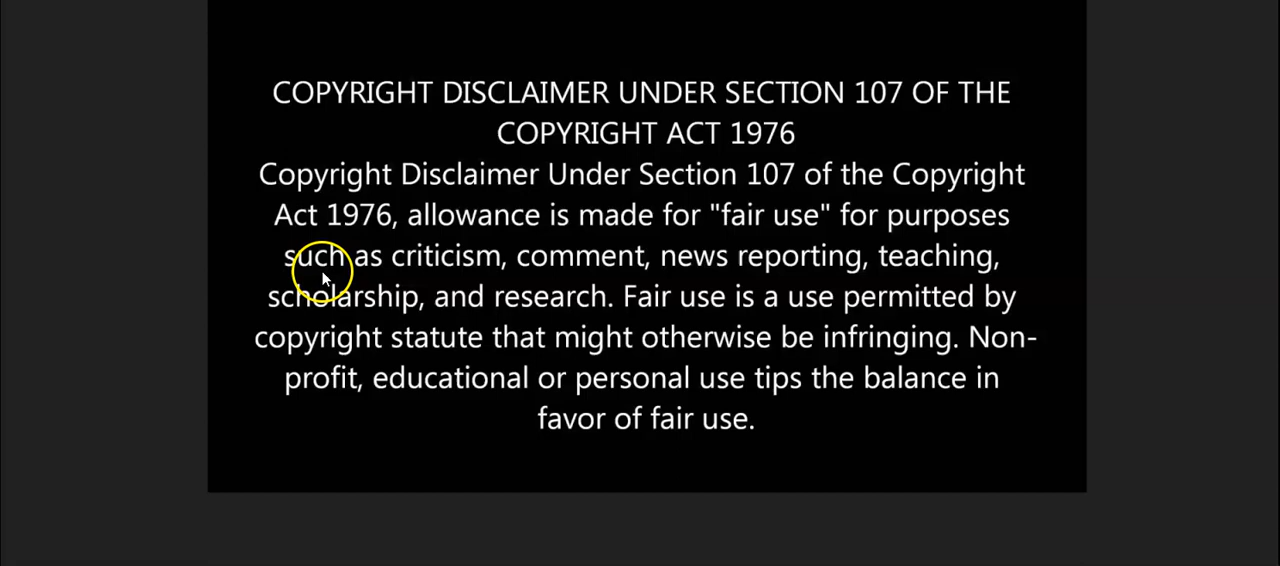 COPYRIGHT DISCLAIMER UNDER SECTION 107 OF THE
COPYRIGHT ACT 1976
Copyright Disclaimer Under Section 107 of the Copyright
Act 1976, allowance is made for "fair use" for purposes
such as criticism, comment, news reporting, teaching,
scholarship, and research. Fair use is a use permitted by
copyright statute that might otherwise be infringing. Non-
profit, educational or personal use tips the balance in
favor of fair use.